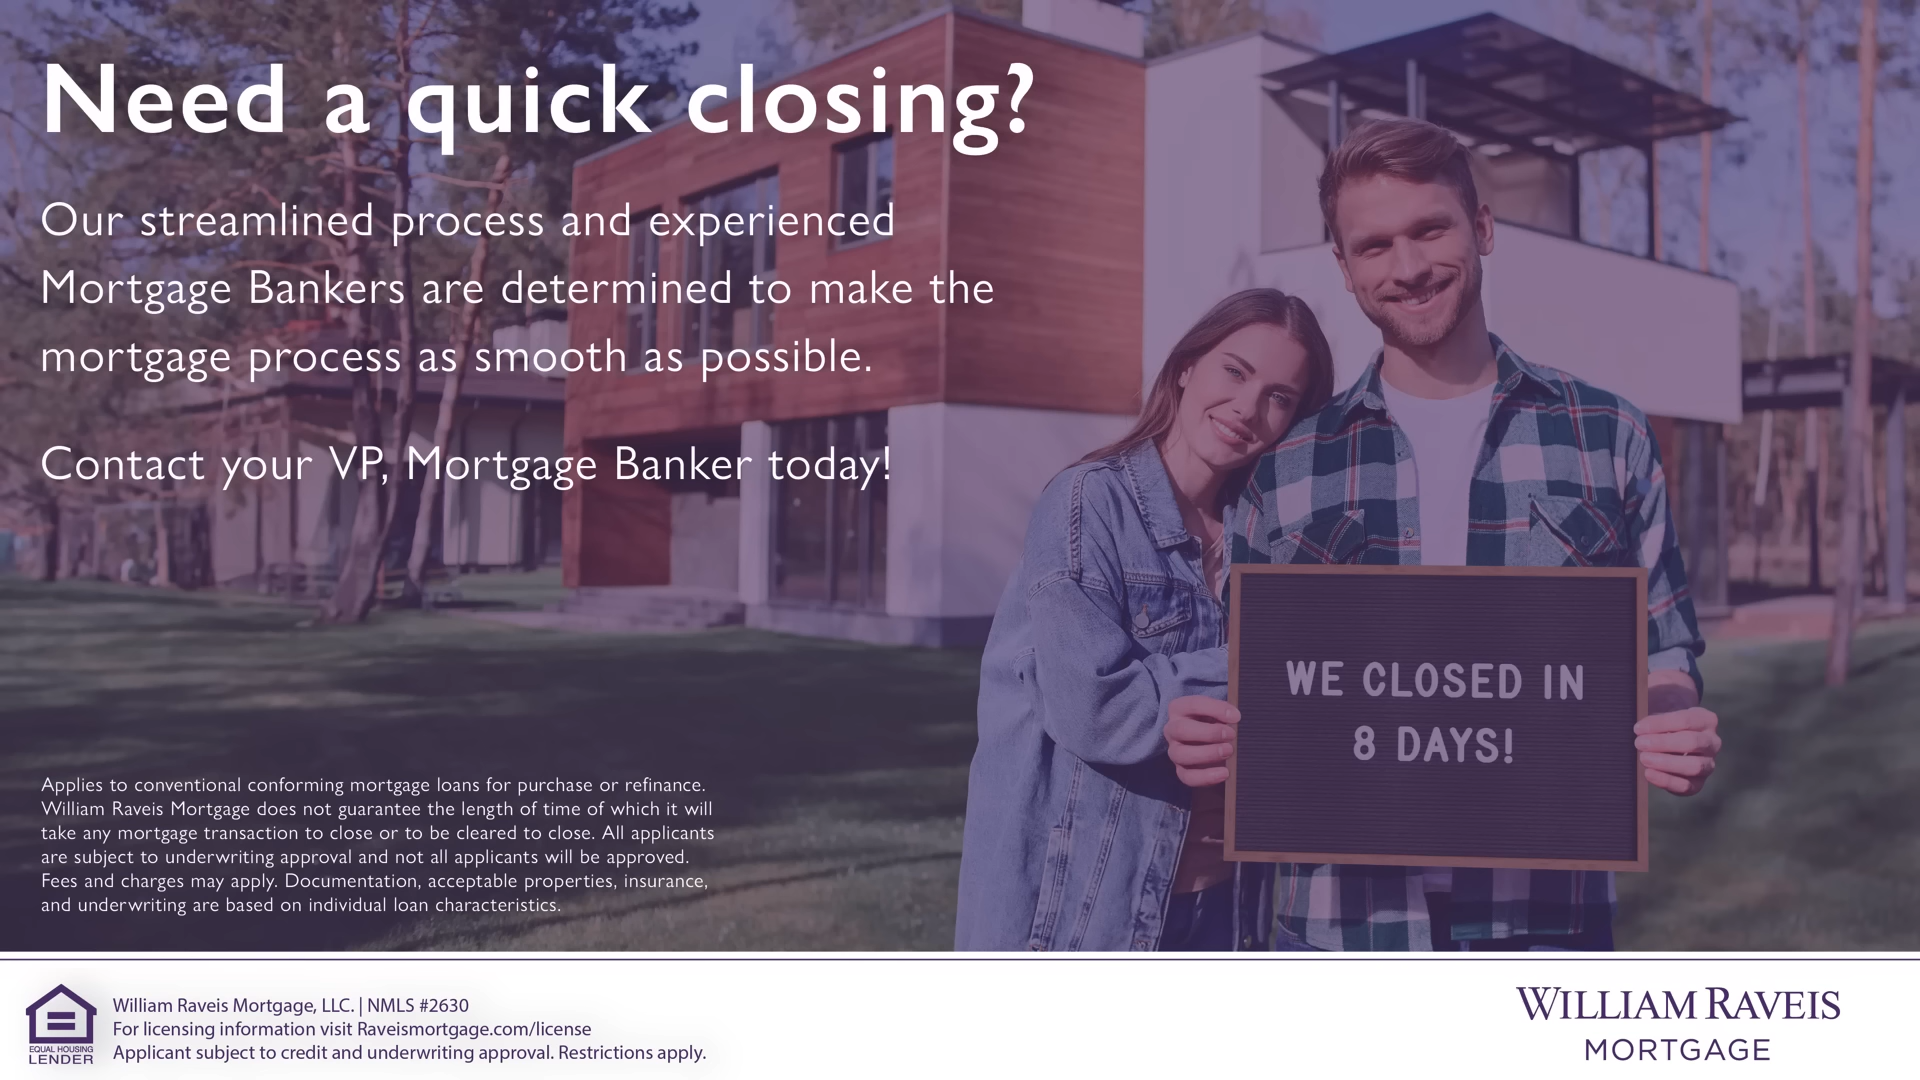 Need a quick closing?
Our streamlined process and experienced
Mortgage Bankers are determined to make the
mortgage process as smooth as possible.
Contact your VP, Mortgage Banker today!
WE CLOSED IN
8 DAYS!
Applies to conventional conforming mortgage loans for purchase or refinance.
William Raveis Mortgage does not guarantee the length of time of which it will
take any mortgage transaction to close or to be cleared to close. All applicants
are subject to underwriting approval and not all applicants will be approved.
Fees and charges may apply. Documentation, acceptable properties, insurance,
and underwriting are based on individual loan characteristics.
EQUAL HOUSING
LENDER
William Raveis Mortgage, LLC. | NMLS #2630
For licensing information visit Raveismortgage.com/license
Applicant subject to credit and underwriting approval. Restrictions apply.
WILLIAM RAVEIS
MORTGAGE